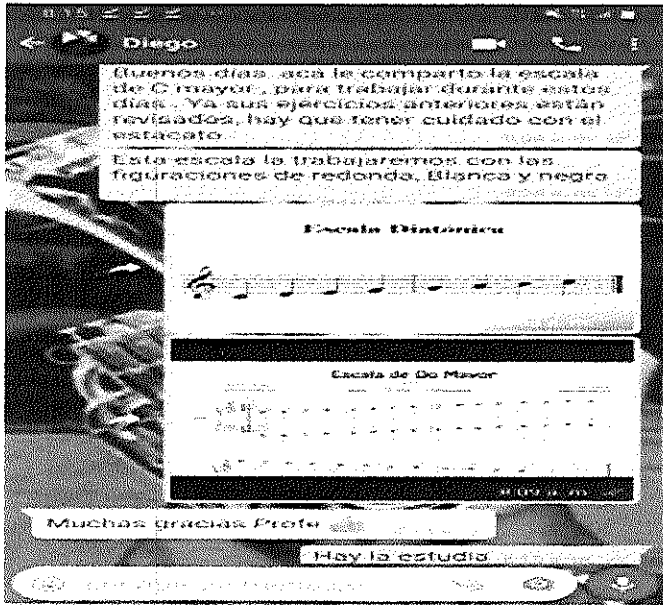 Diego
Buenos días, acá le comparto la escala
de C mayor, para trabajar durante estos
días. Ya sus ejercicios anteriores están
revisados, hay que tener cuidado con el
estacato
Esta escala la trabajaremos con las
figuraciones de redonda, Blanca y negra
Escala Diatónica
Escala de Do Mayor
Muchas gracias Profe
Hay la estudia